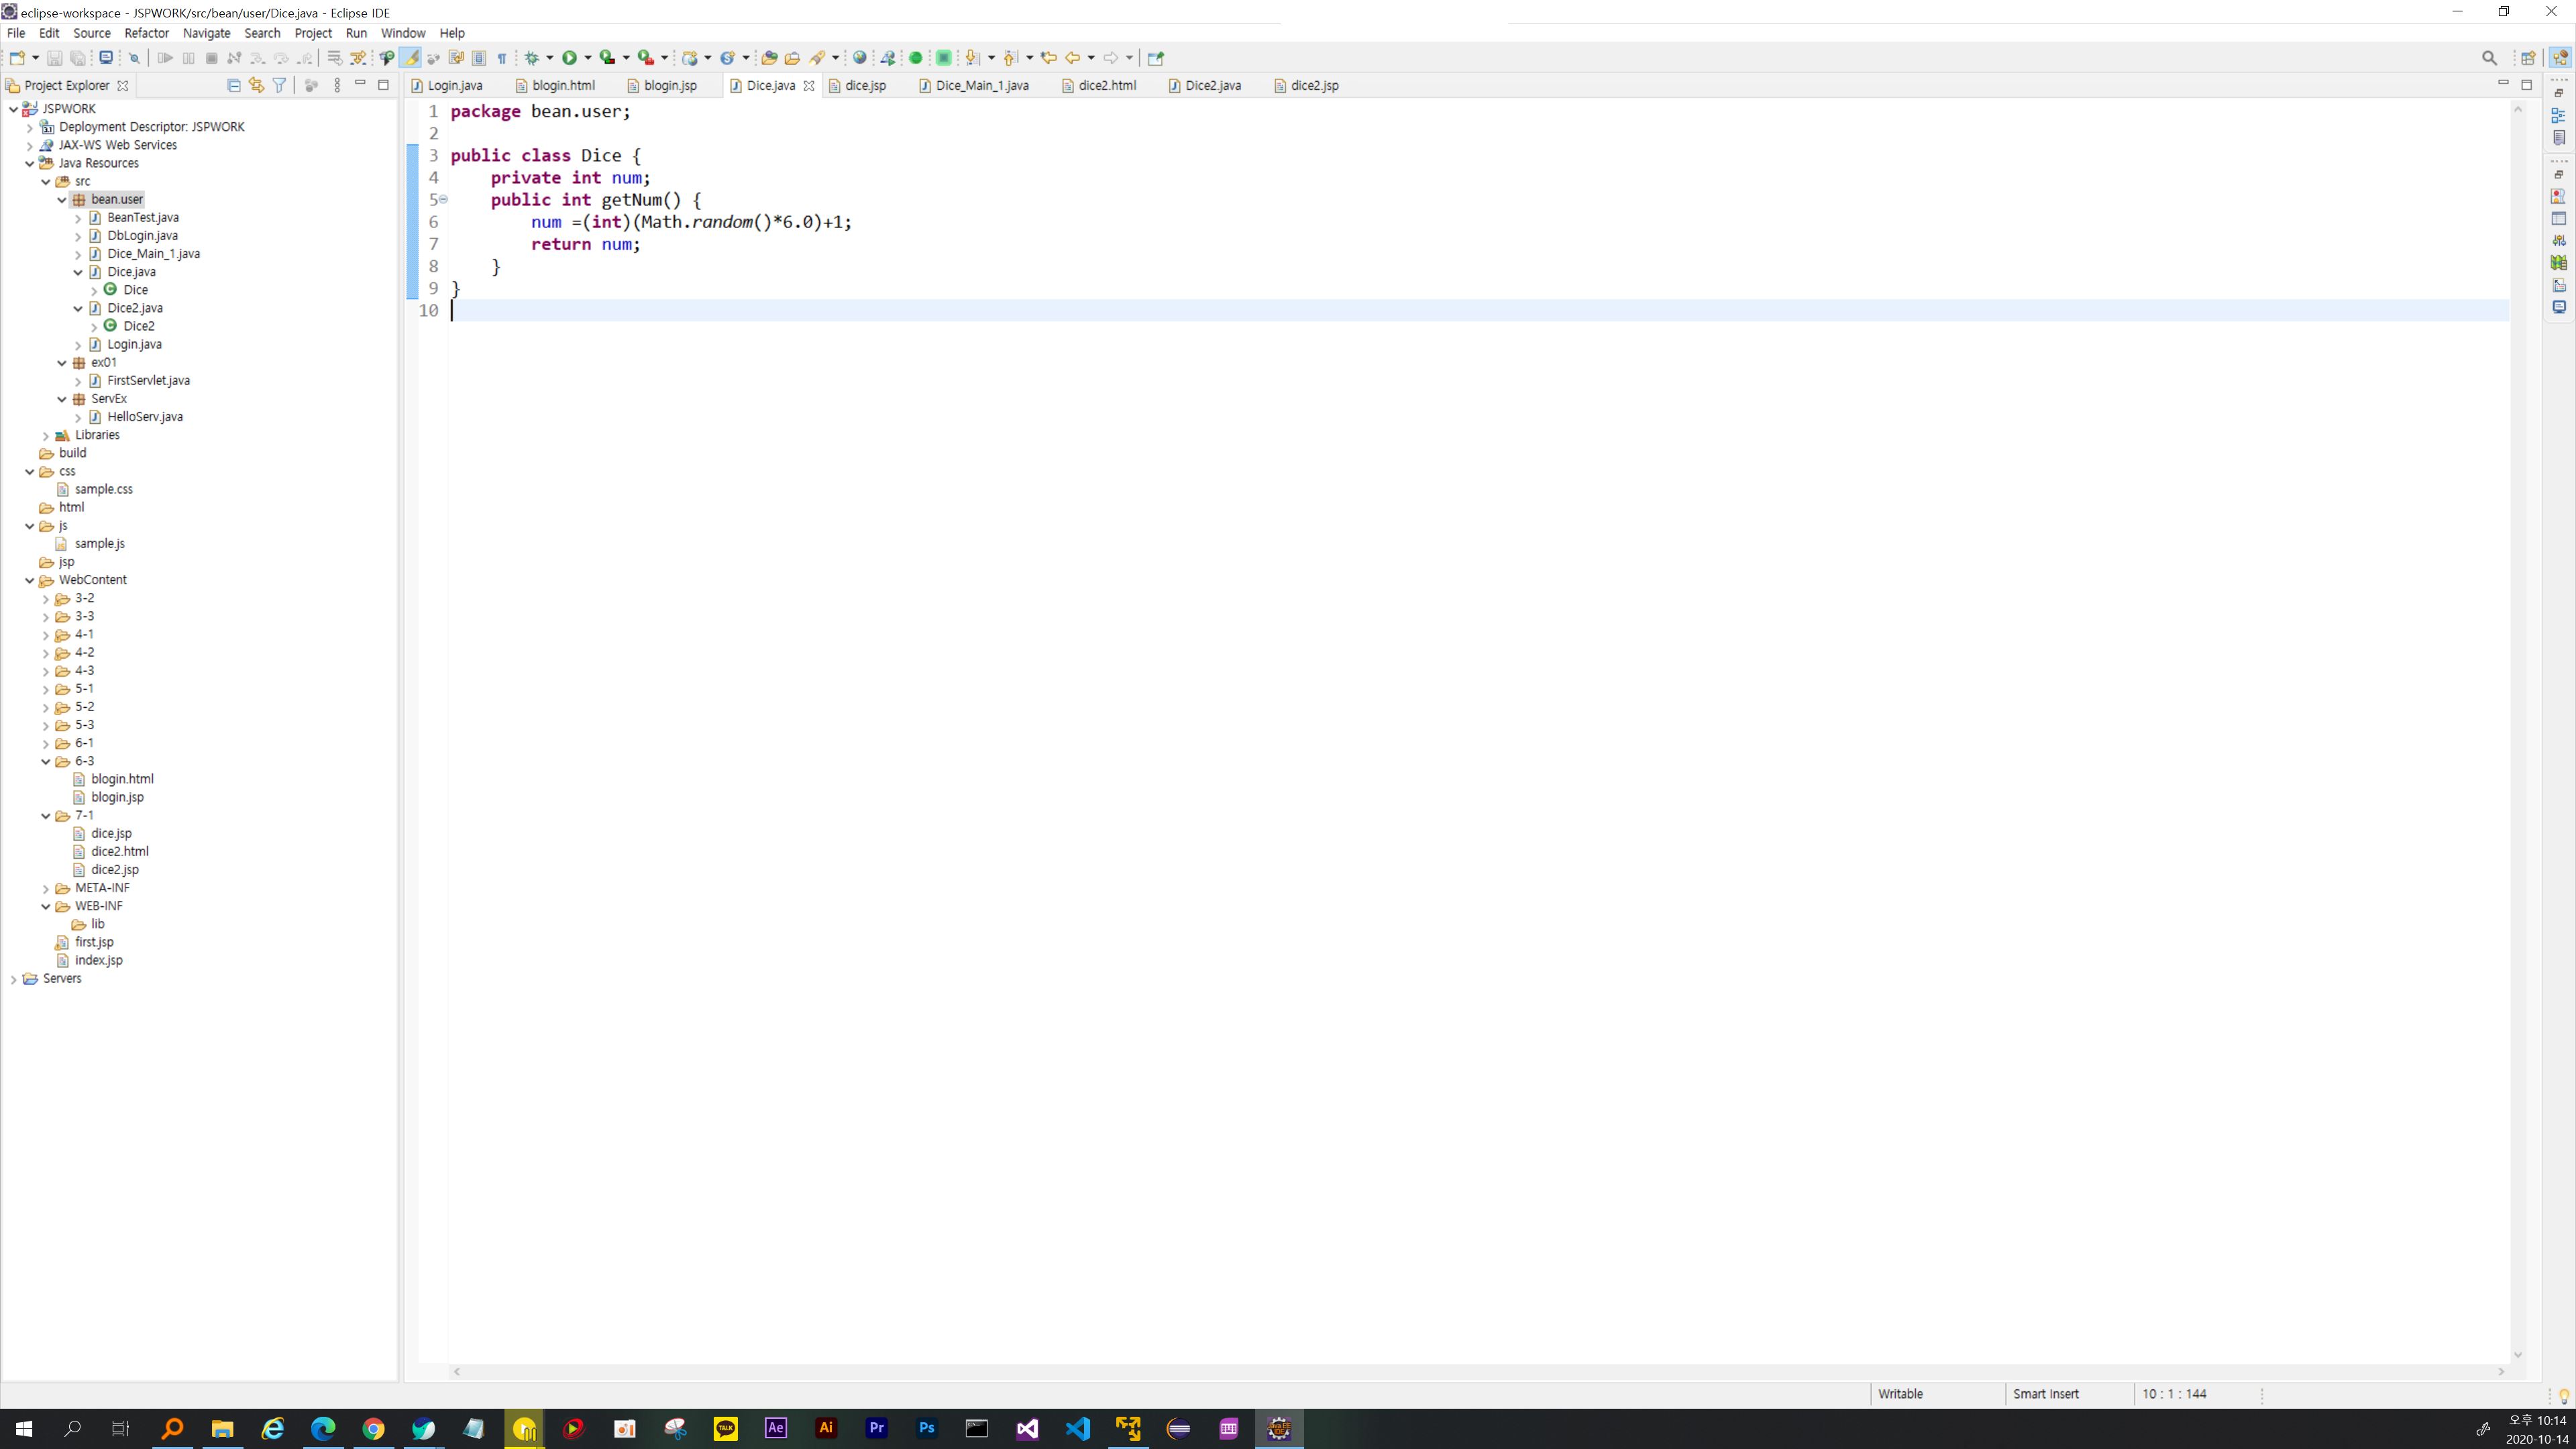 eclipse-workspace - JSPWORK/src/bean/user/Dice.java - Eclipse IDE
File Edit Source Refactor Navigate Search Project Run Window Help
Project Explorer
JSPWORK
Deployment Descriptor: JSPWORK
JAX-WS Web Services
Java Resources
src
bean.user
BeanTest.java
DbLogin.java
Dice_Main_1.java
Dice.java
Dice
Dice2.java
Dice2
Login.java
ex01
FirstServlet.java
ServEx
HelloServ.java
Libraries
build
css
sample.css
html
js
sample.js
jsp
WebContent
3-2
3-3
4-1
4-2
4-3
5-1
5-2
5-3
6-1
6-3
blogin.html
blogin.jsp
7-1
dice.jsp
dice2.html
dice2.jsp
META-INF
WEB-INF
lib
first.jsp
index.jsp
Servers
Login.java blogin.html blogin.jsp Dice.java dice.jsp Dice_Main_1.java dice2.html Dice2.java dice2.jsp
1 package bean.user;
2
3 public class Dice {
4 private int num;
5 public int getNum() {
6 num =(int)(Math.random()*6.0)+1;
7 return num;
8 }
9 }
10
Writable Smart Insert 10 : 1 : 144
TALK Ae Ai Pr Ps
오후 10:14
2020-10-14